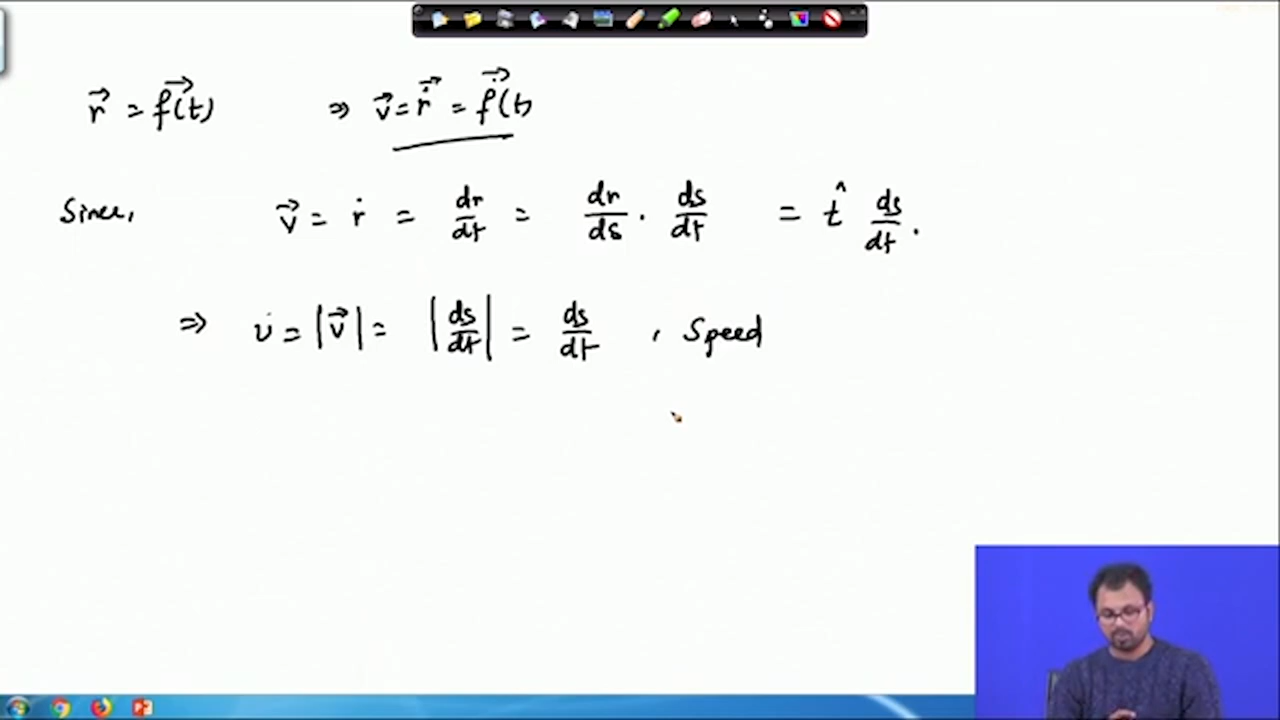 r⃗ = f⃗(t) ⇒ v⃗ = ṙ⃗ = ḟ⃗(t)
Since, v⃗ = ṙ = dr/dt = dr/ds · ds/dt = t̂ ds/dt.
⇒ v = |v⃗| = |ds/dt| = ds/dt , Speed